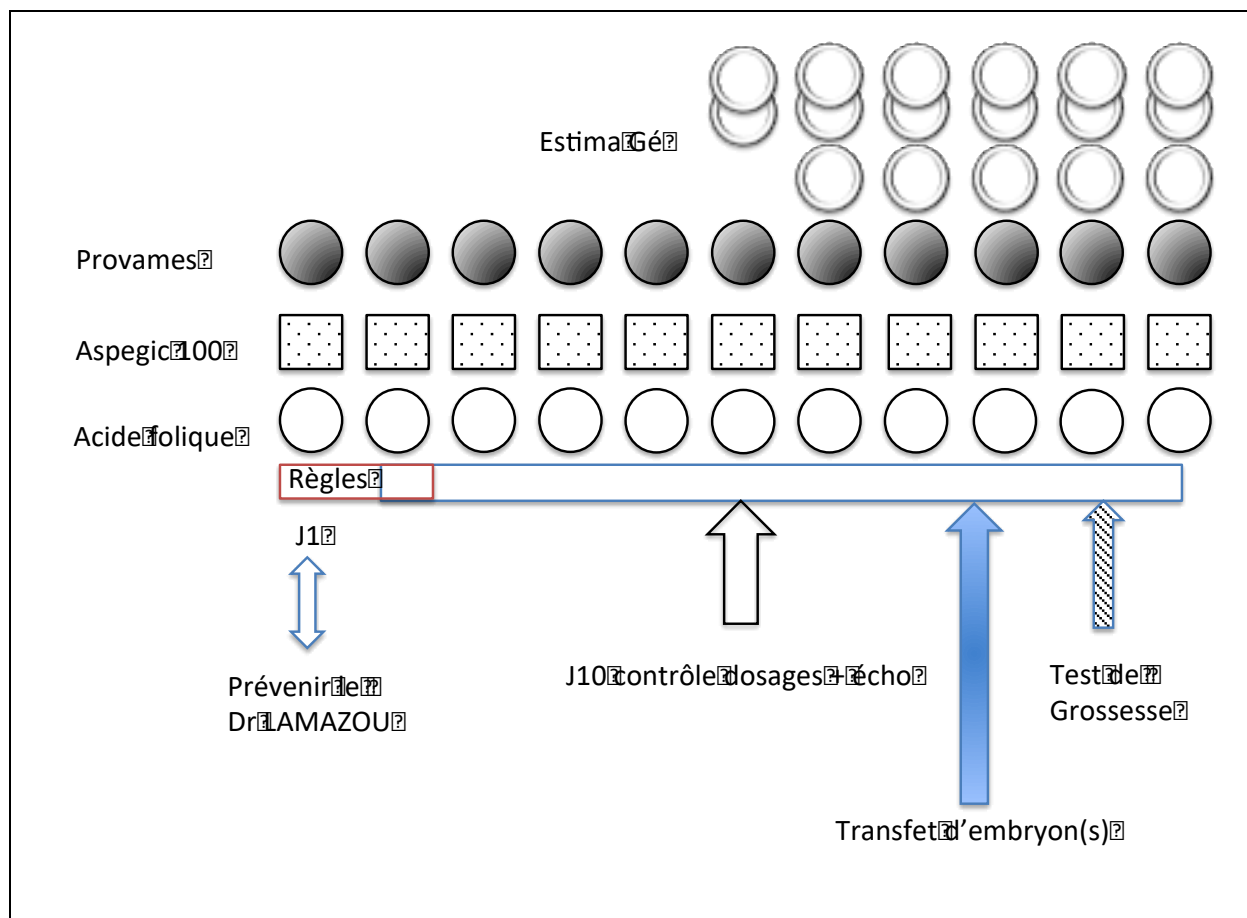 Estima Gé
Provames
Aspegic 100
Acide folique
Règles
J1
Prévenir le
Dr LAMAZOU
J10 contrôle dosages + écho
Test de
Grossesse
Transfet d’embryon(s)